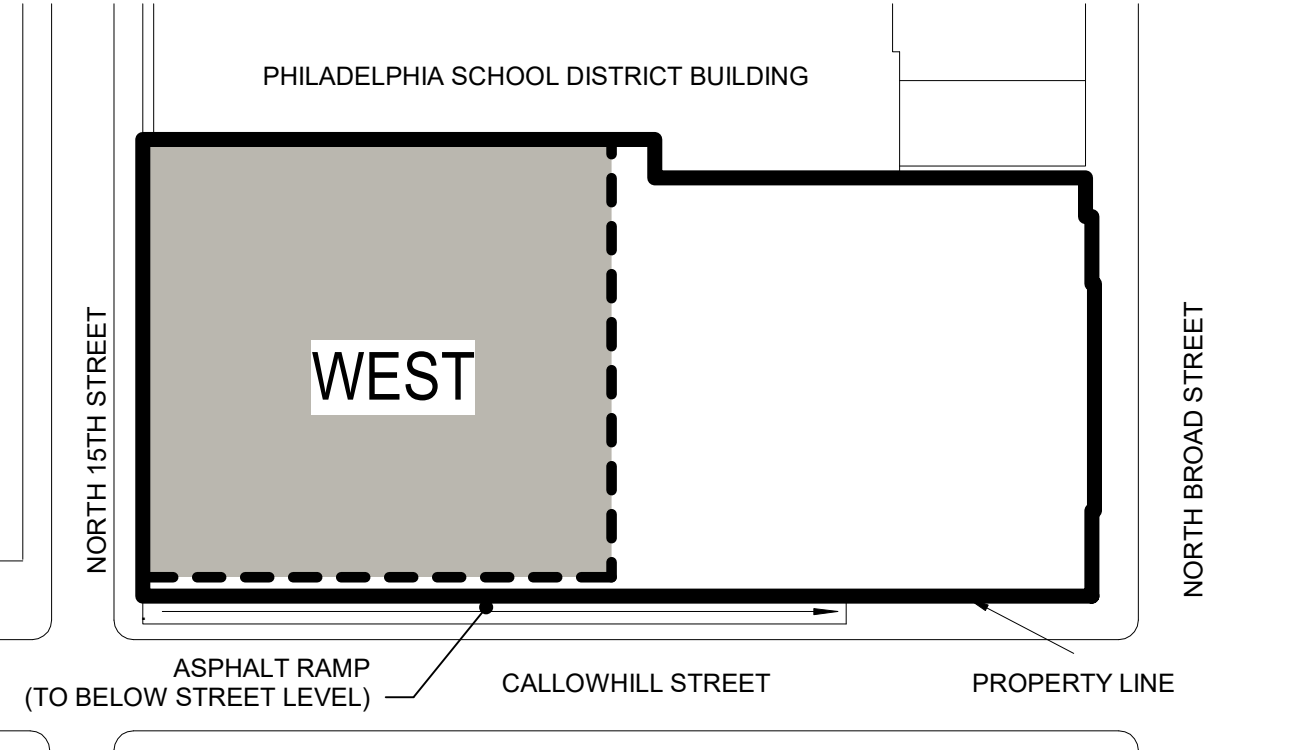 PHILADELPHIA SCHOOL DISTRICT BUILDING
NORTH 15TH STREET
WEST
NORTH BROAD STREET
ASPHALT RAMP
(TO BELOW STREET LEVEL)
CALLOWHILL STREET
PROPERTY LINE